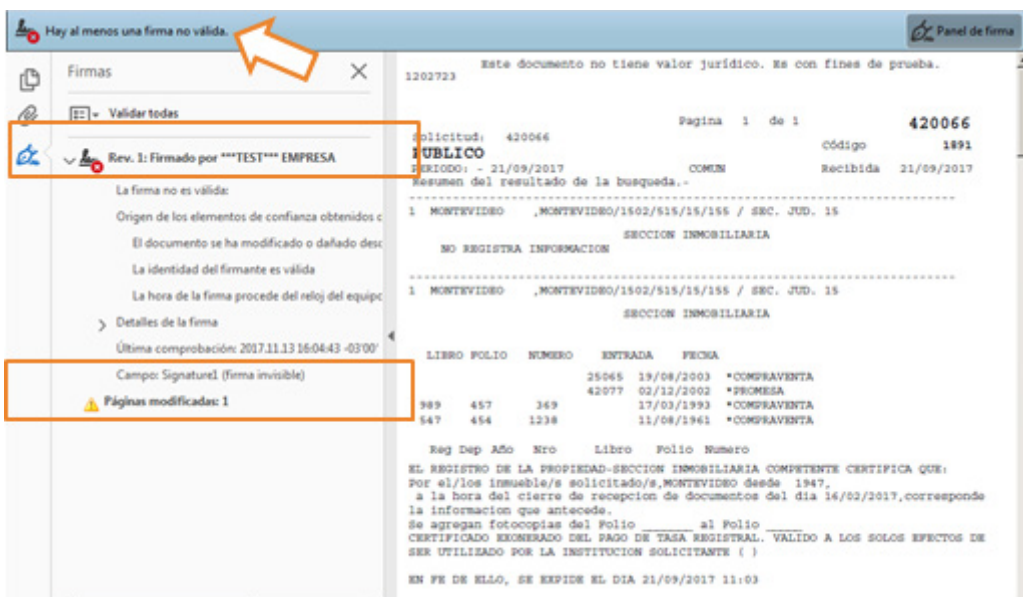 Hay al menos una firma no válida.
Panel de firma
Firmas
Validar todas
Rev. 1: Firmado por ***TEST*** EMPRESA
La firma no es válida:
Origen de los elementos de confianza obtenidos c
El documento se ha modificado o dañado desc
La identidad del firmante es válida
La hora de la firma procede del reloj del equipc
Detalles de la firma
Última comprobación: 2017.11.13 16:04:43 -03'00'
Campo: Signature1 (firma invisible)
Páginas modificadas: 1
Este documento no tiene valor jurídico. Es con fines de prueba.
1202723
Pagina 1 de 1 420066
Solicitud: 420066
PUBLICO Código 1891
PERIODO: - 21/09/2017 COMUN Recibida 21/09/2017
Resumen del resultado de la busqueda.-
1 MONTEVIDEO ,MONTEVIDEO/1502/515/15/155 / SEC. JUD. 15
SECCION INMOBILIARIA
NO REGISTRA INFORMACION
1 MONTEVIDEO ,MONTEVIDEO/1502/515/15/155 / SEC. JUD. 15
SECCION INMOBILIARIA
LIBRO FOLIO NUMERO ENTRADA FECHA
25065 19/08/2003 *COMPRAVENTA
42077 02/12/2002 *PROMESA
989 457 369 17/03/1993 *COMPRAVENTA
547 454 1238 11/08/1961 *COMPRAVENTA
Reg Dep Año Nro Libro Folio Numero
EL REGISTRO DE LA PROPIEDAD-SECCION INMOBILIARIA COMPETENTE CERTIFICA QUE:
Por el/los inmueble/s solicitado/s,MONTEVIDEO desde 1947,
a la hora del cierre de recepcion de documentos del dia 16/02/2017,corresponde
la informacion que antecede.
Se agregan fotocopias del Folio _______ al Folio _____
CERTIFICADO EXONERADO DEL PAGO DE TASA REGISTRAL. VALIDO A LOS SOLOS EFECTOS DE
SER UTILIZADO POR LA INSTITUCION SOLICITANTE ( )
EN FE DE ELLO, SE EXPIDE EL DIA 21/09/2017 11:03